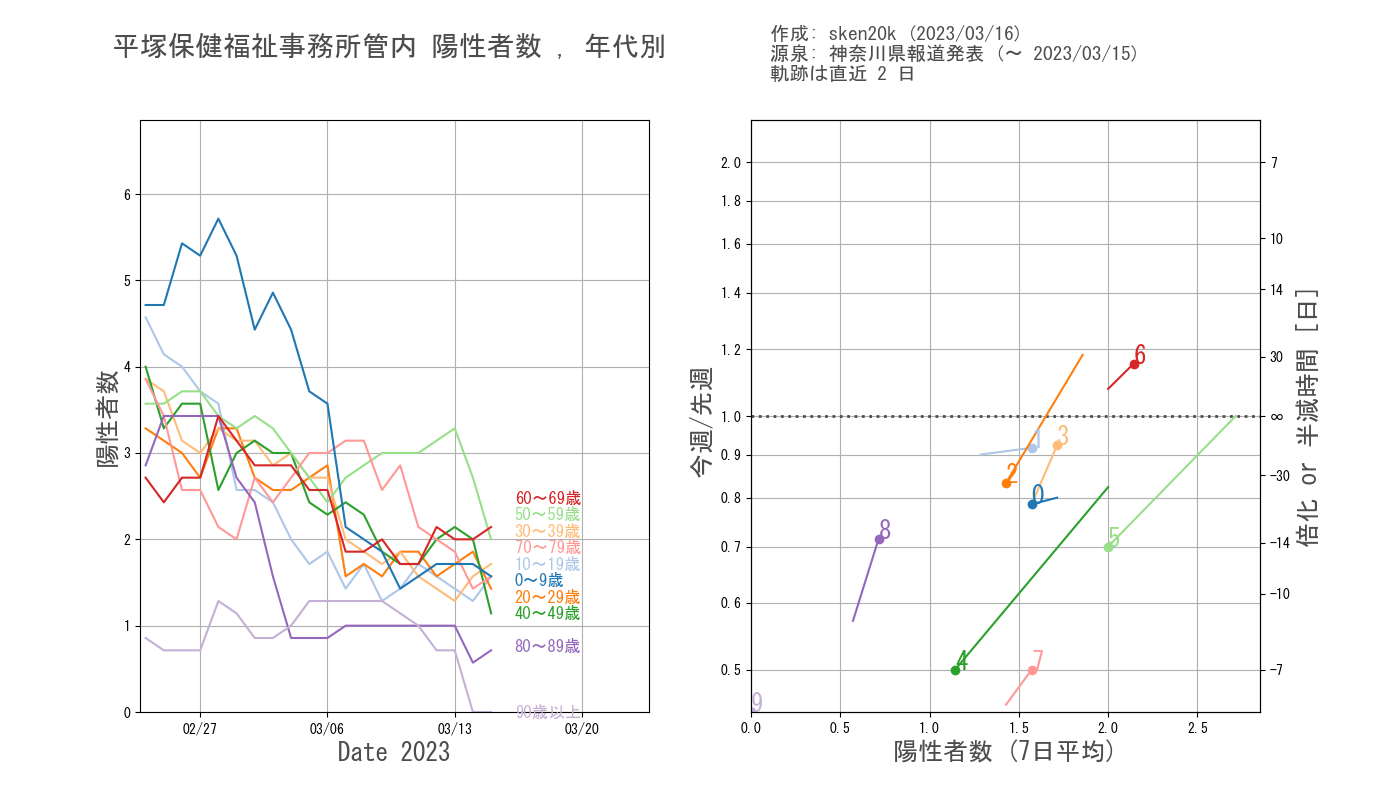 平塚保健福祉事務所管内 陽性者数 , 年代別
作成: sken20k (2023/03/16)
源泉: 神奈川県報道発表 (〜 2023/03/15)
軌跡は直近 2 日
陽性者数
6
5
4
3
2
1
0
02/27
03/06
03/13
03/20
Date 2023
60〜69歳
50〜59歳
30〜39歳
70〜79歳
10〜19歳
0〜9歳
20〜29歳
40〜49歳
80〜89歳
90歳以上
今週/先週
2.0
1.8
1.6
1.4
1.2
1.0
0.9
0.8
0.7
0.6
0.5
0.0
0.5
1.0
1.5
2.0
2.5
陽性者数 (7日平均)
6
1
3
2
0
8
5
4
7
9
7
10
14
30
∞
-30
-14
-10
-7
倍化 or 半減時間 [日]